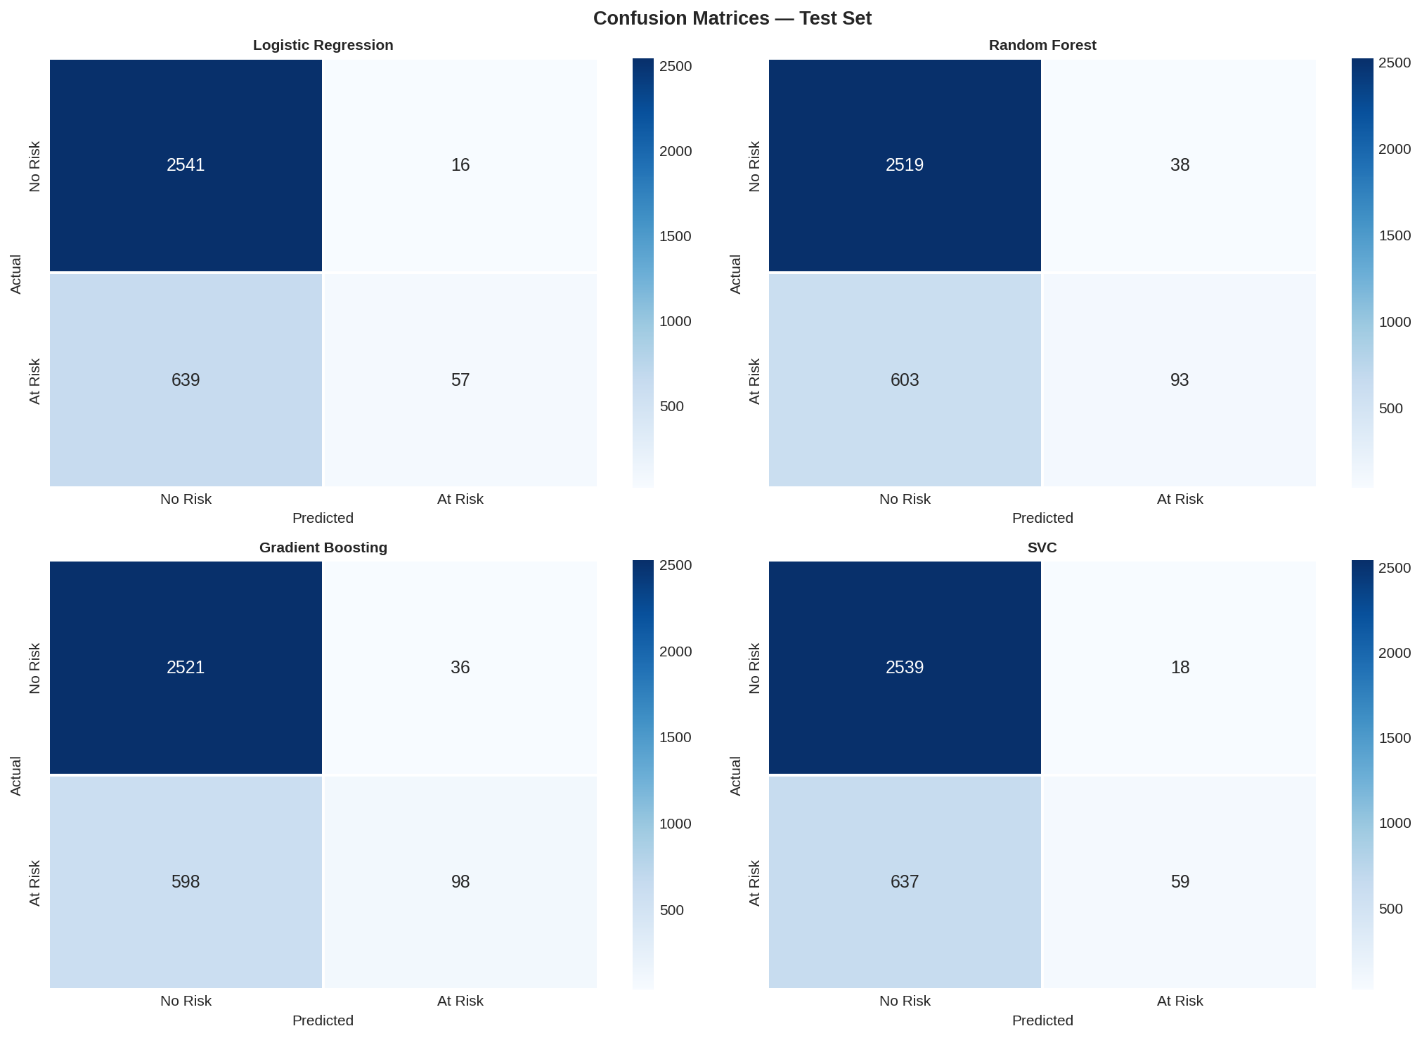 Confusion Matrices — Test Set
Logistic Regression
No Risk
At Risk
Actual
2541
16
639
57
No Risk
At Risk
Predicted
2500
2000
1500
1000
500
Random Forest
No Risk
At Risk
Actual
2519
38
603
93
No Risk
At Risk
Predicted
2500
2000
1500
1000
500
Gradient Boosting
No Risk
At Risk
Actual
2521
36
598
98
No Risk
At Risk
Predicted
2500
2000
1500
1000
500
SVC
No Risk
At Risk
Actual
2539
18
637
59
No Risk
At Risk
Predicted
2500
2000
1500
1000
500